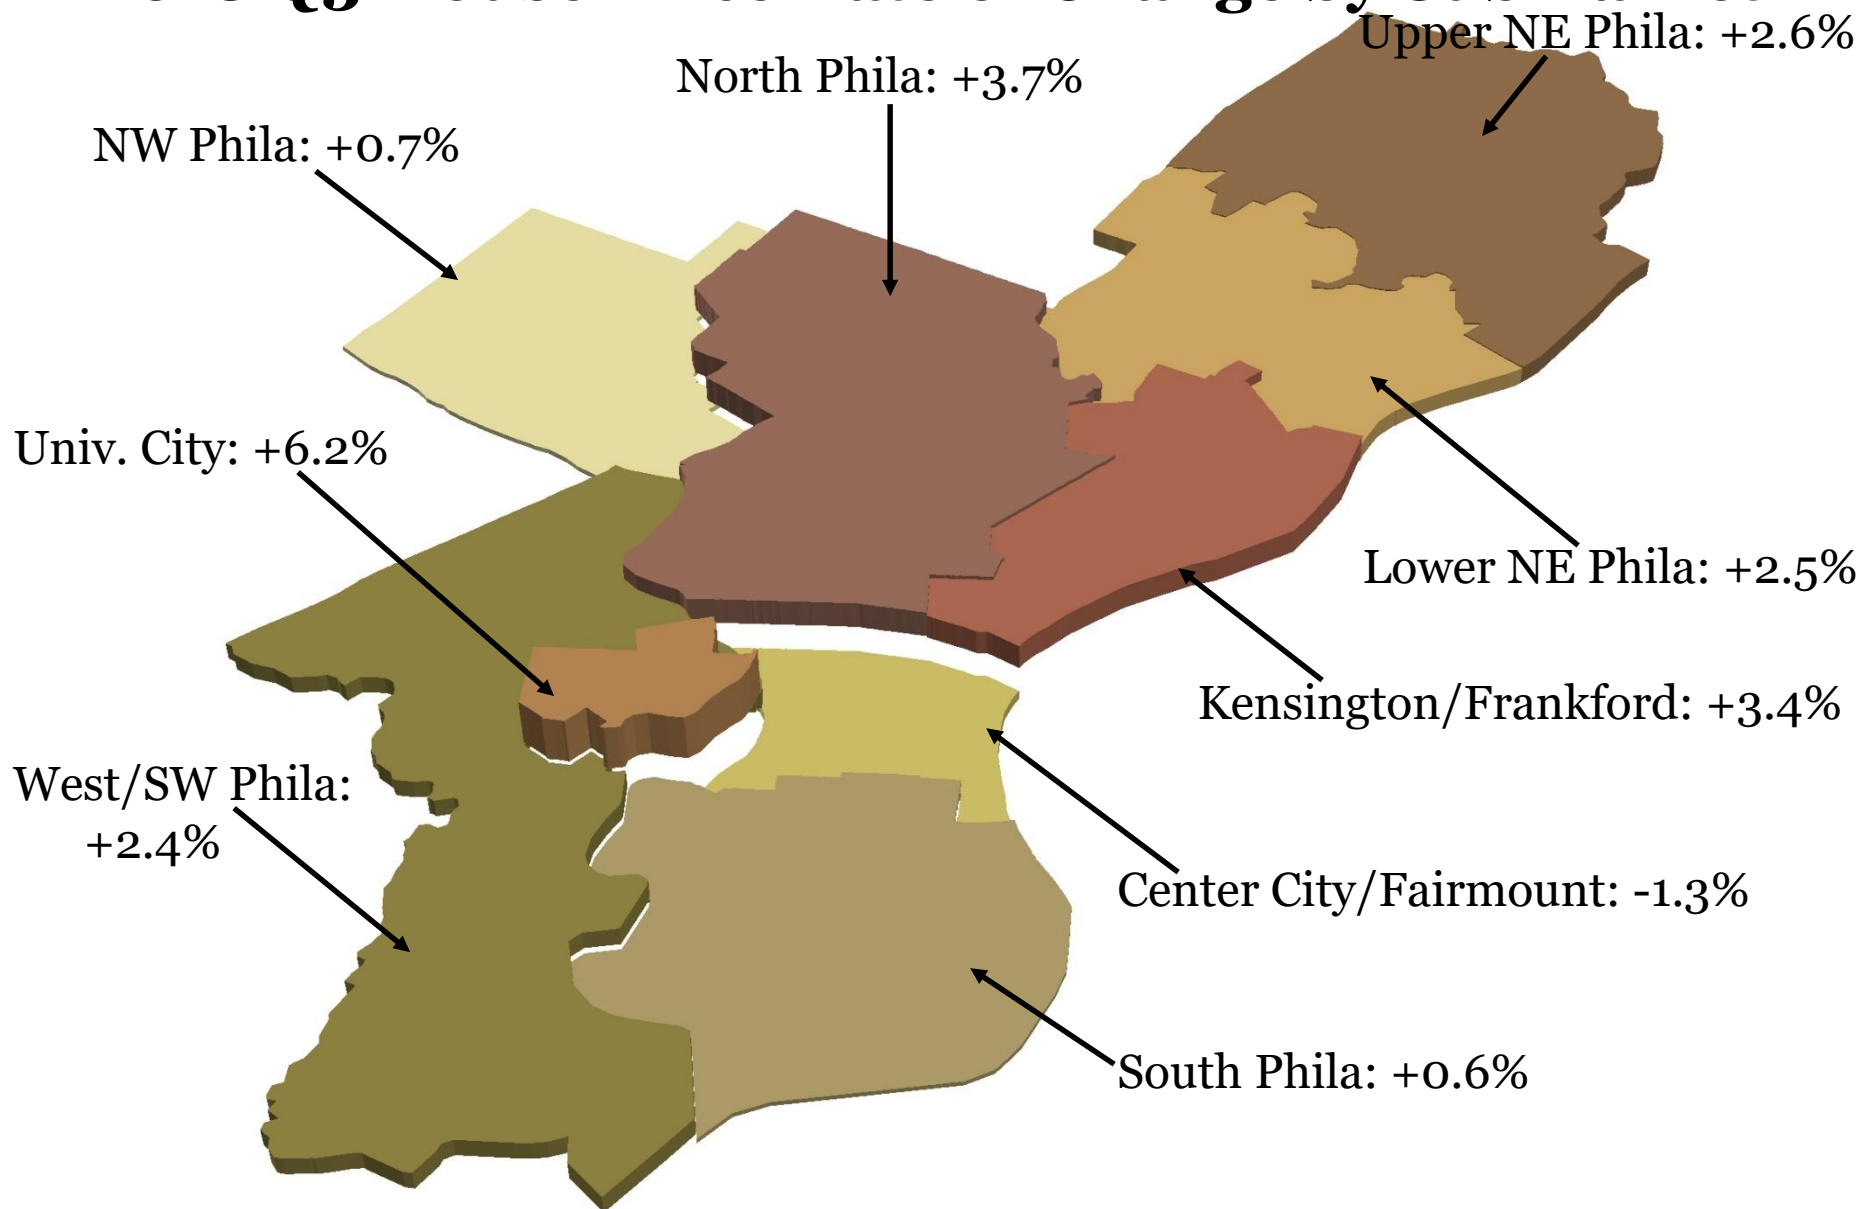 Upper NE Phila: +2.6%
North Phila: +3.7%
NW Phila: +0.7%
Univ. City: +6.2%
Lower NE Phila: +2.5%
Kensington/Frankford: +3.4%
West/SW Phila:
+2.4%
Center City/Fairmount: -1.3%
South Phila: +0.6%